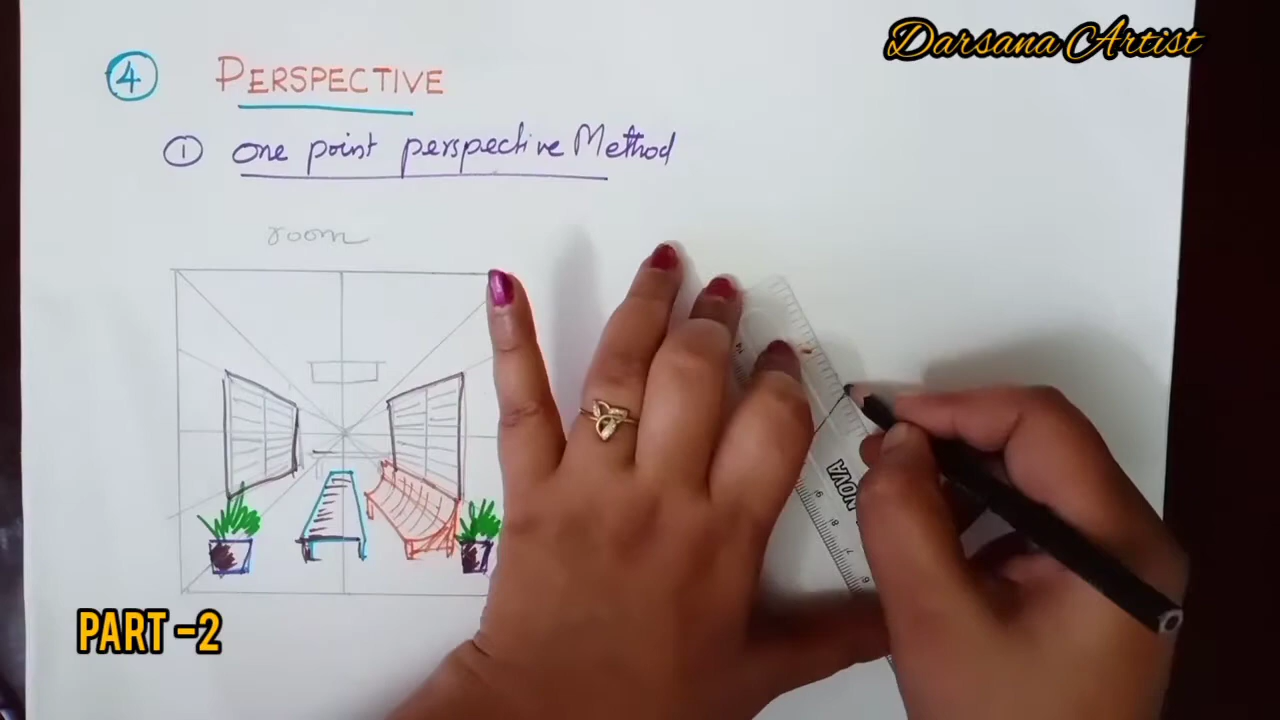 Darsana Artist
4 PERSPECTIVE
1 one point perspective Method
room
NOVA
PART -2